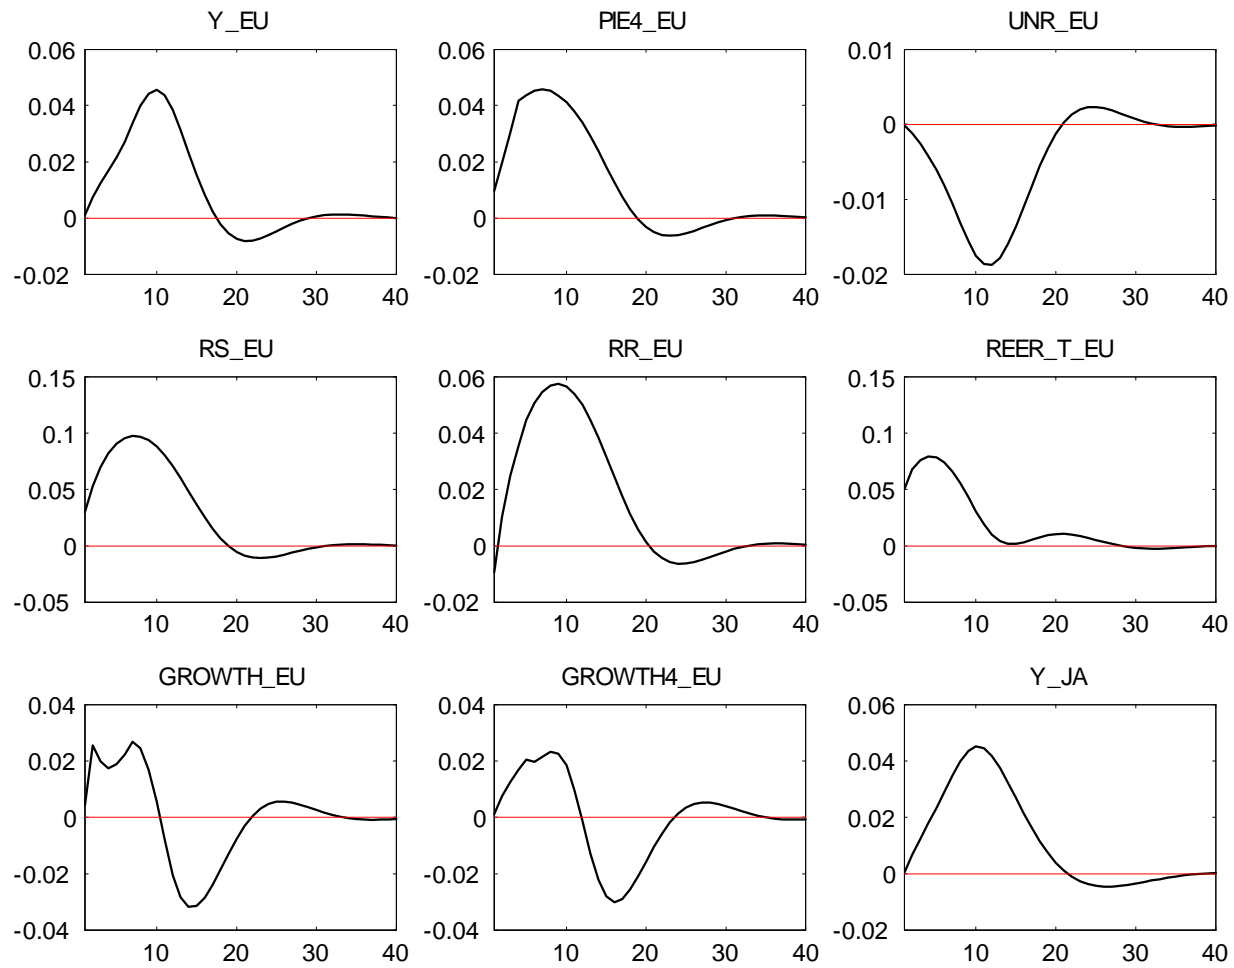 Y_EU PIE4_EU UNR_EU
0.06 0.06 0.01
0.04 0.04 0
0.02 0.02 -0.01
0 0 -0.02
-0.02 -0.02
10 20 30 40 10 20 30 40 10 20 30 40
RS_EU RR_EU REER_T_EU
0.15 0.06 0.15
0.1 0.04 0.1
0.05 0.02 0.05
0 0 0
-0.05 -0.02 -0.05
10 20 30 40 10 20 30 40 10 20 30 40
GROWTH_EU GROWTH4_EU Y_JA
0.04 0.04 0.06
0.02 0.02 0.04
0 0 0.02
-0.02 -0.02 0
-0.04 -0.04 -0.02
10 20 30 40 10 20 30 40 10 20 30 40